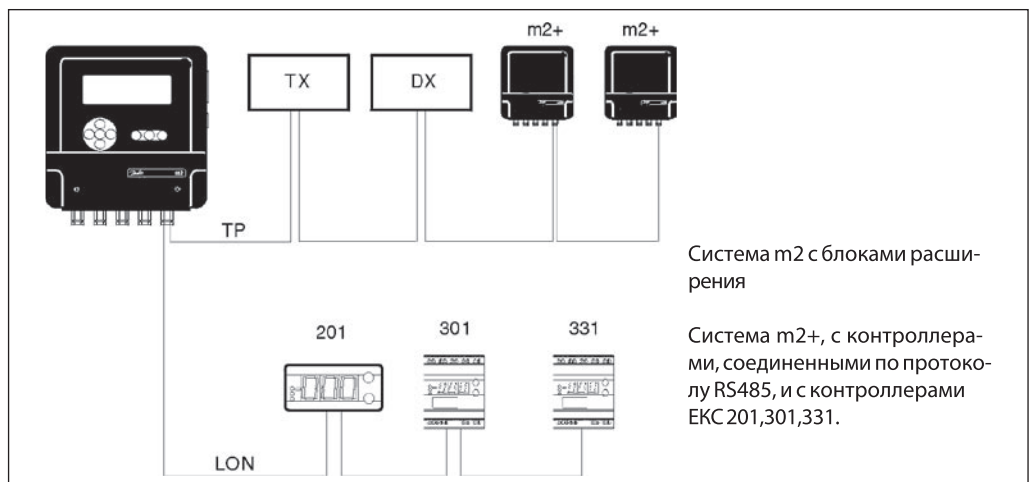 m2+ m2+
TX DX
TP
201 301 331
LON
Система m2 с блоками расши-
рения
Система m2+, с контроллера-
ми, соединенными по протоко-
лу RS485, и с контроллерами
EKC 201,301,331.